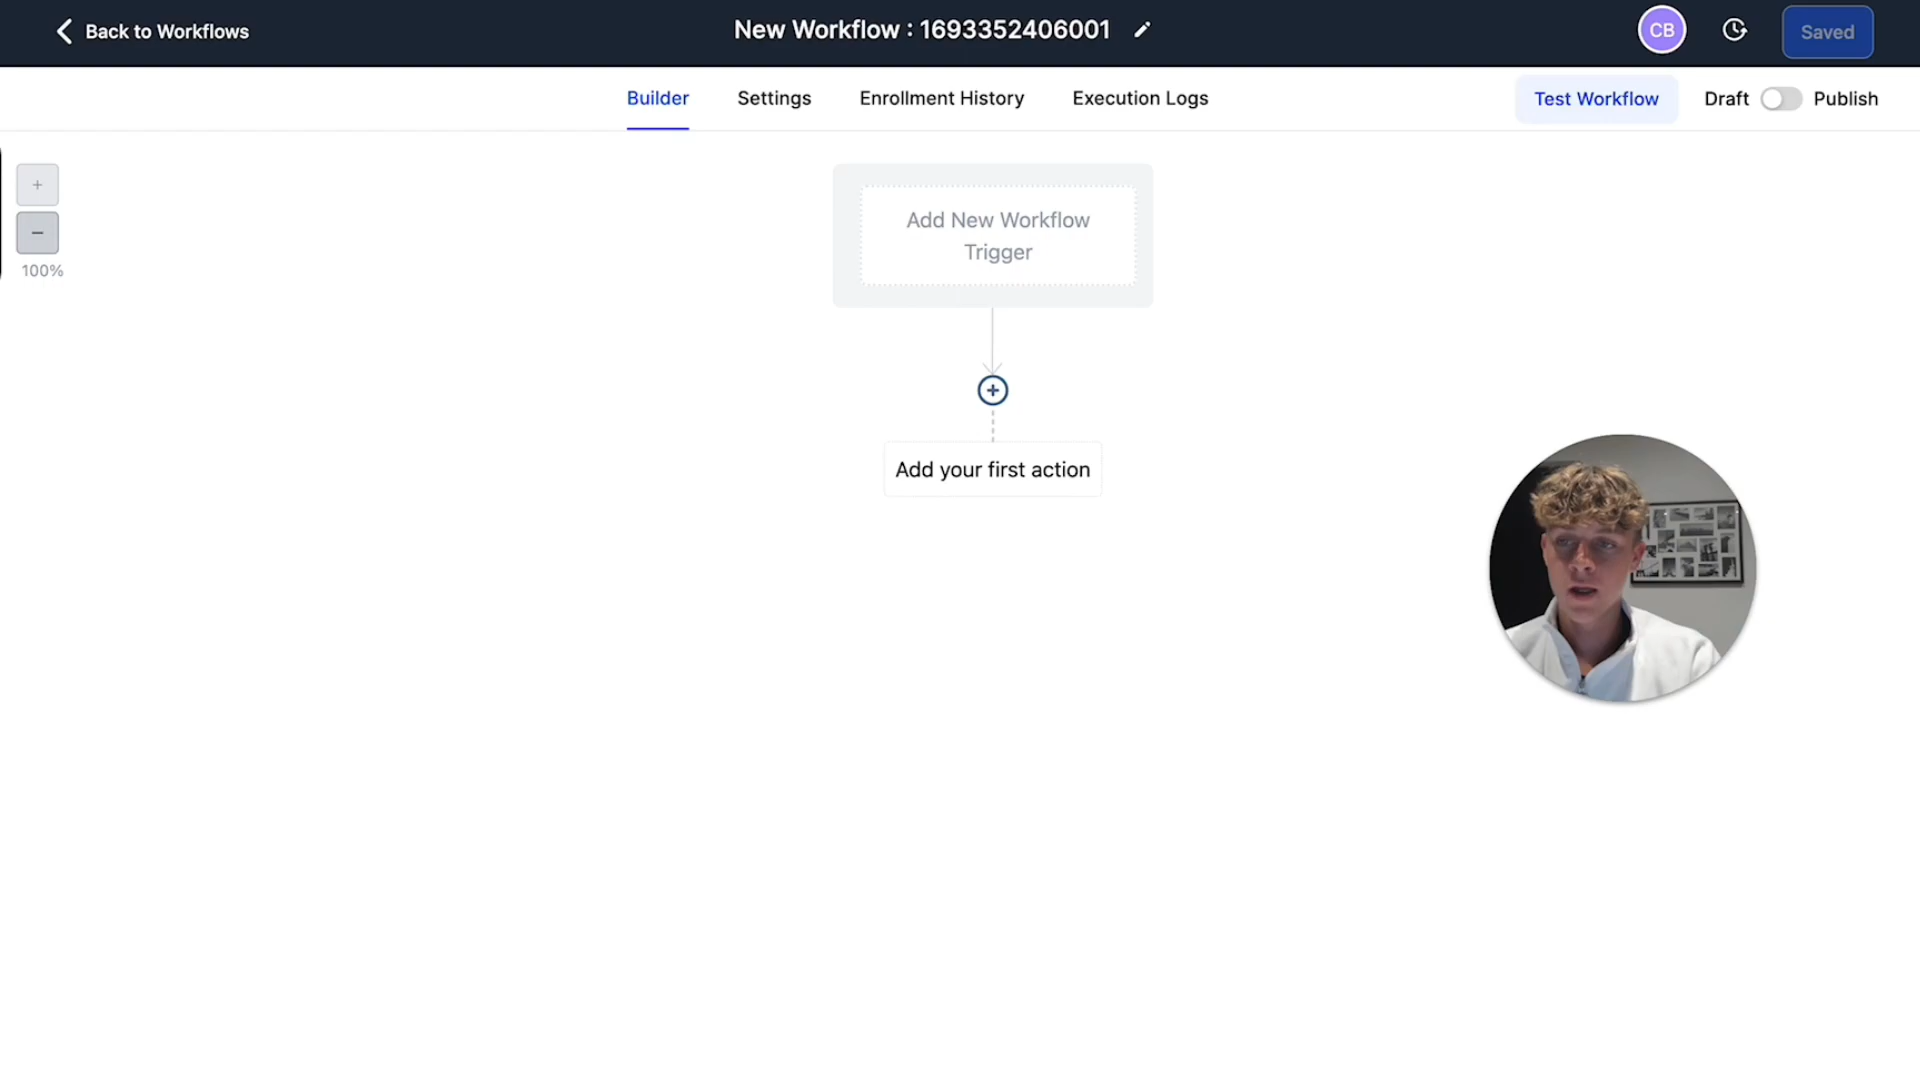 Back to Workflows
New Workflow : 1693352406001
CB
Saved
Builder
Settings
Enrollment History
Execution Logs
Test Workflow
Draft
Publish
+
−
100%
Add New Workflow
Trigger
+
Add your first action